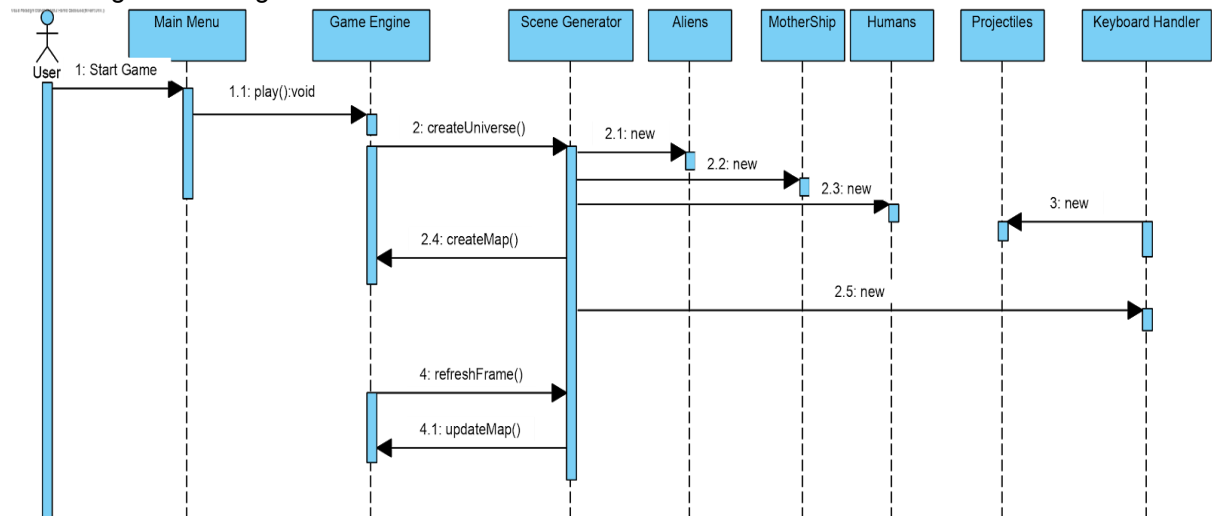 Main Menu
Game Engine
Scene Generator
Aliens
MotherShip
Humans
Projectiles
Keyboard Handler
User
1: Start Game
1.1: play():void
2: createUniverse()
2.1: new
2.2: new
2.3: new
3: new
2.4: createMap()
2.5: new
4: refreshFrame()
4.1: updateMap()